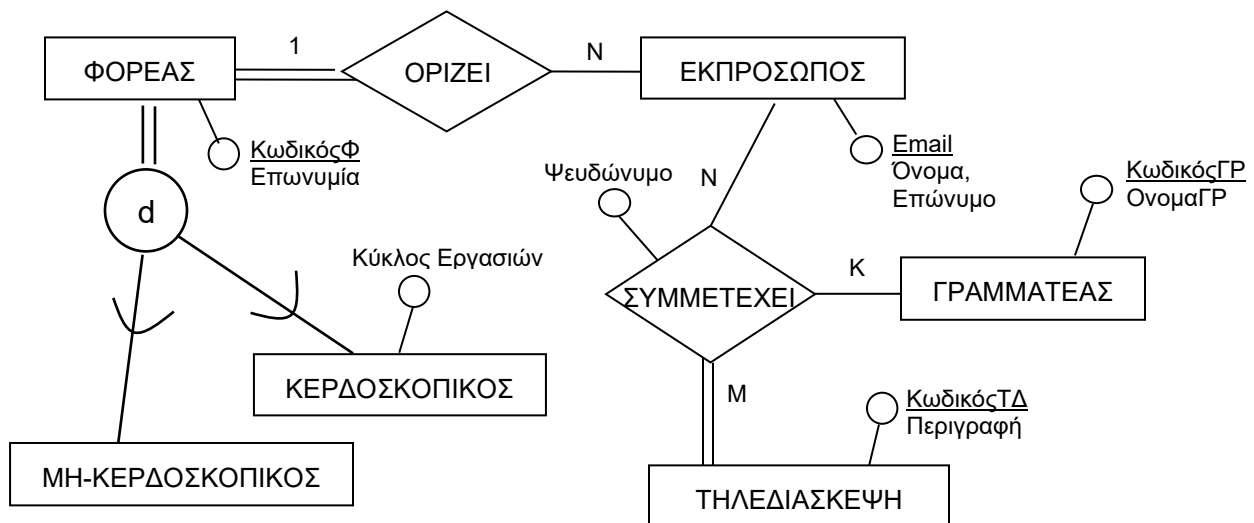 1
N
ΦΟΡΕΑΣ
ΟΡΙΖΕΙ
ΕΚΠΡΟΣΩΠΟΣ
ΚωδικόςΦ
Επωνυμία
Email
Όνομα,
Επώνυμο
Ψευδώνυμο
N
ΚωδικόςΓΡ
ΟνομαΓΡ
d
Κύκλος Εργασιών
K
ΣΥΜΜΕΤΕΧΕΙ
ΓΡΑΜΜΑΤΕΑΣ
ΚΕΡΔΟΣΚΟΠΙΚΟΣ
M
ΚωδικόςΤΔ
Περιγραφή
ΜΗ-ΚΕΡΔΟΣΚΟΠΙΚΟΣ
ΤΗΛΕΔΙΑΣΚΕΨΗ